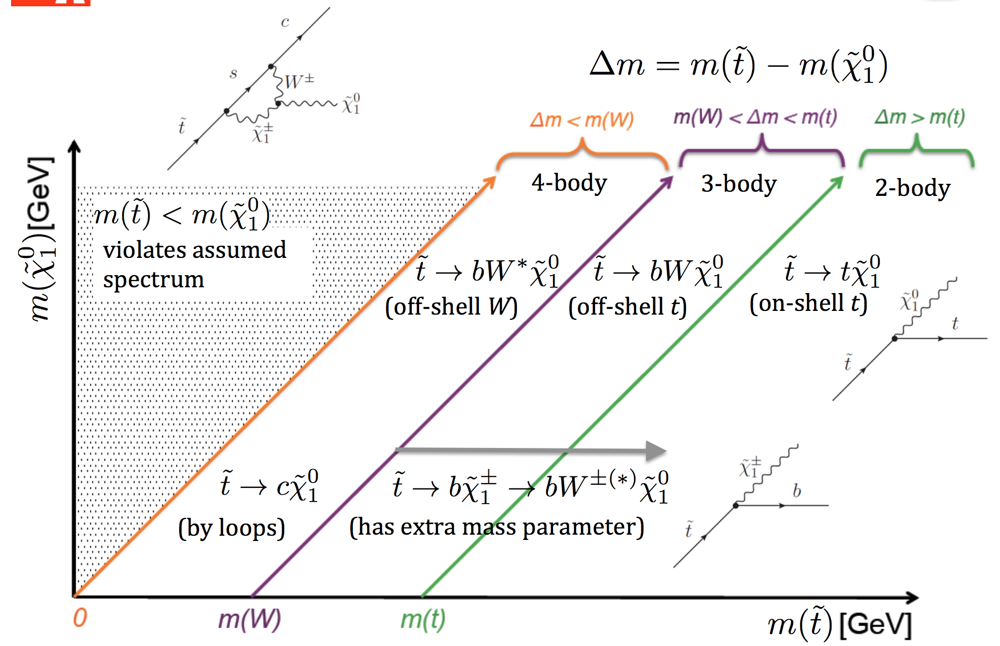 c
s
W±
χ̃₁⁰
t̃
χ̃₁±
Δm = m(t̃) − m(χ̃₁⁰)
Δm < m(W)
m(W) < Δm < m(t)
Δm > m(t)
4-body
3-body
2-body
m(χ̃₁⁰)[GeV]
m(t̃) < m(χ̃₁⁰)
violates assumed
spectrum
t̃ → bW*χ̃₁⁰
(off-shell W)
t̃ → bWχ̃₁⁰
(off-shell t)
t̃ → tχ̃₁⁰
(on-shell t)
χ̃₁⁰
t
t̃
t̃ → cχ̃₁⁰
(by loops)
t̃ → bχ̃₁± → bW±(*)χ̃₁⁰
(has extra mass parameter)
χ̃₁±
b
t̃
0
m(W)
m(t)
m(t̃) [GeV]